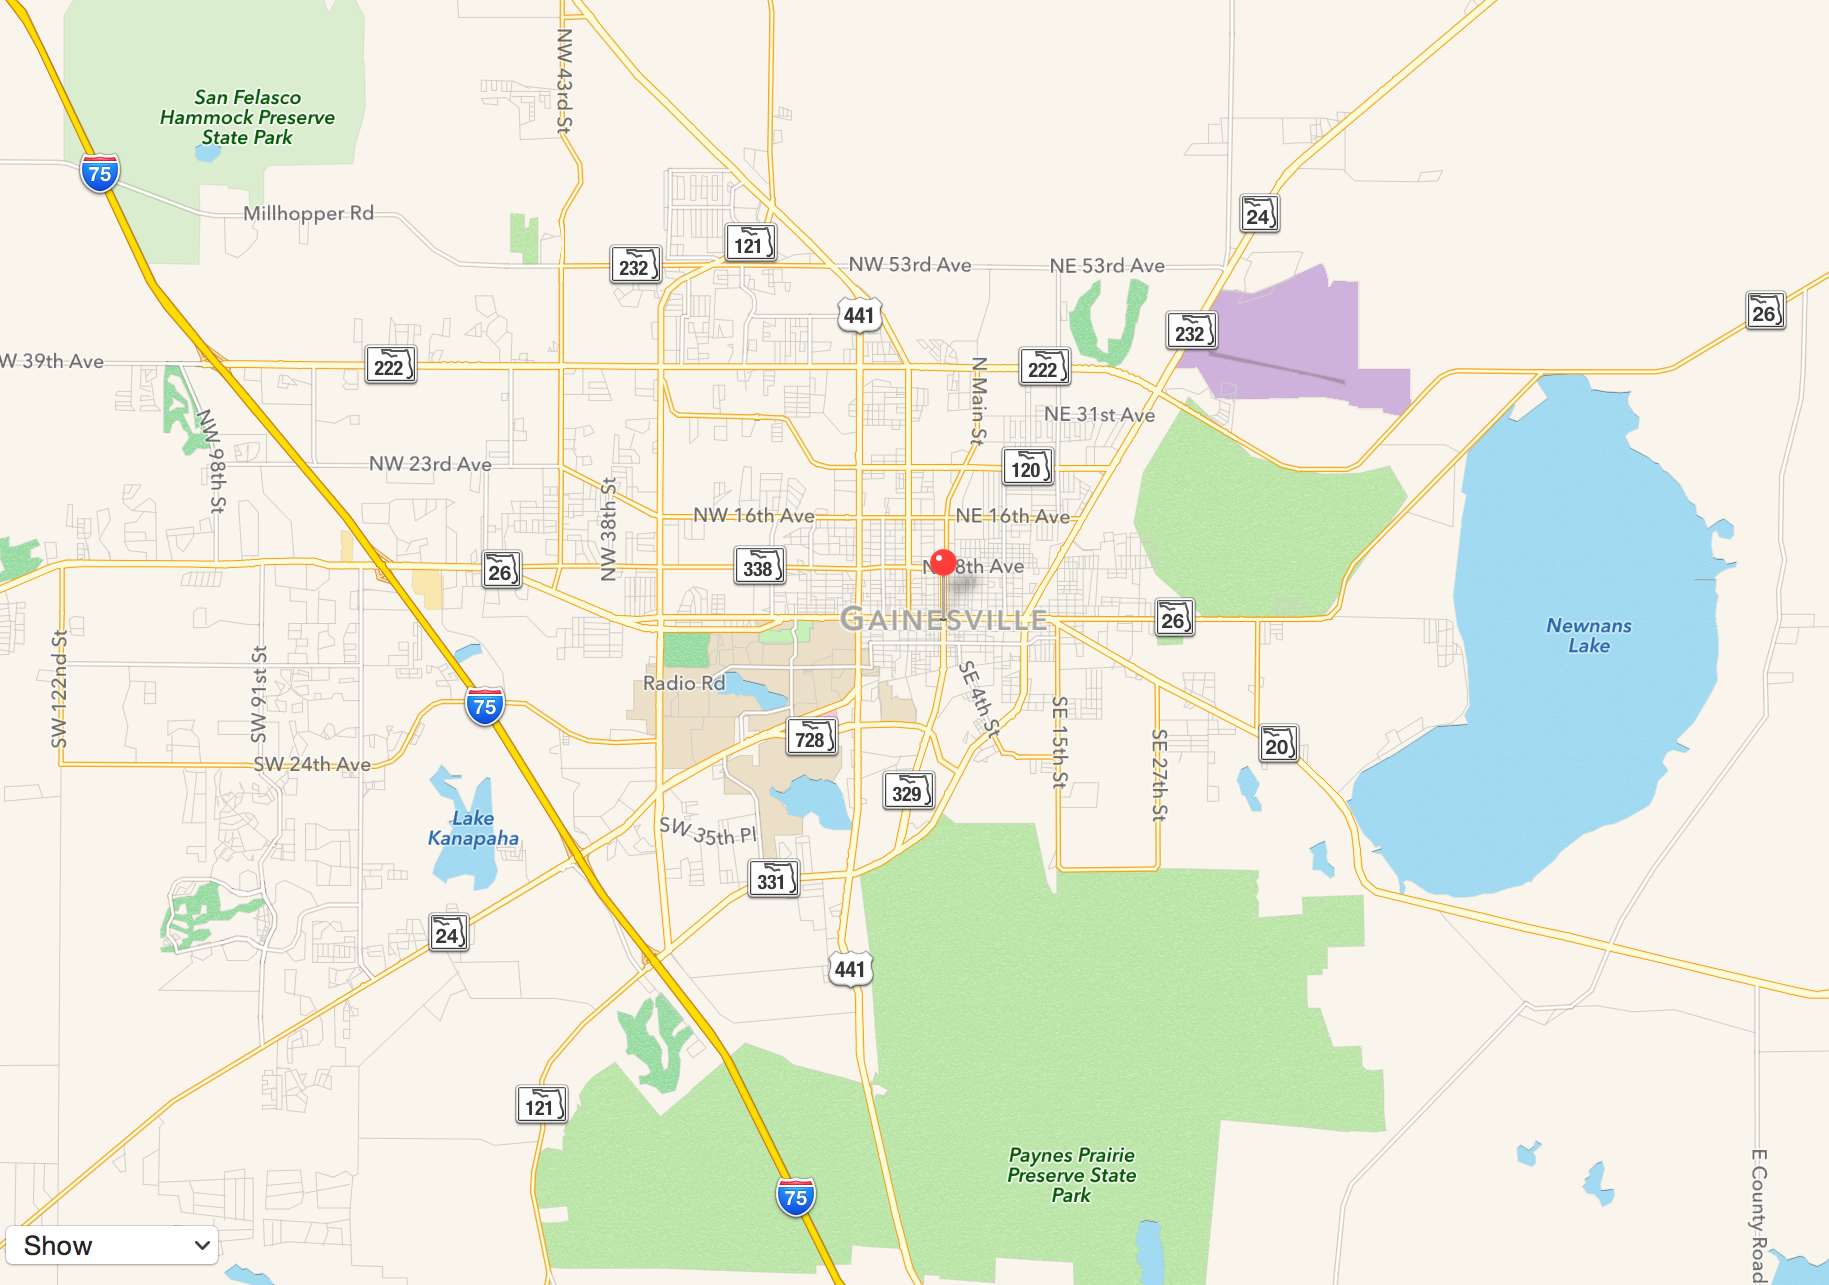 NW 43rd St
San Felasco
Hammock Preserve
State Park
75
Millhopper Rd
24
121
232
NW 53rd Ave
NE 53rd Ave
441
232
26
W 39th Ave
222
222
N Main St
NE 31st Ave
NW 98th St
NW 23rd Ave
120
NW 38th St
NW 16th Ave
NE 16th Ave
26
338
8th Ave
GAINESVILLE
26
Newnans
Lake
SW 122nd St
SW 91st St
Radio Rd
SE 4th St
75
SE 15th St
728
SE 27th St
20
SW 24th Ave
329
Lake
Kanapaha
SW 35th Pl
331
24
441
121
Paynes Prairie
Preserve State
Park
75
E County Road
Show